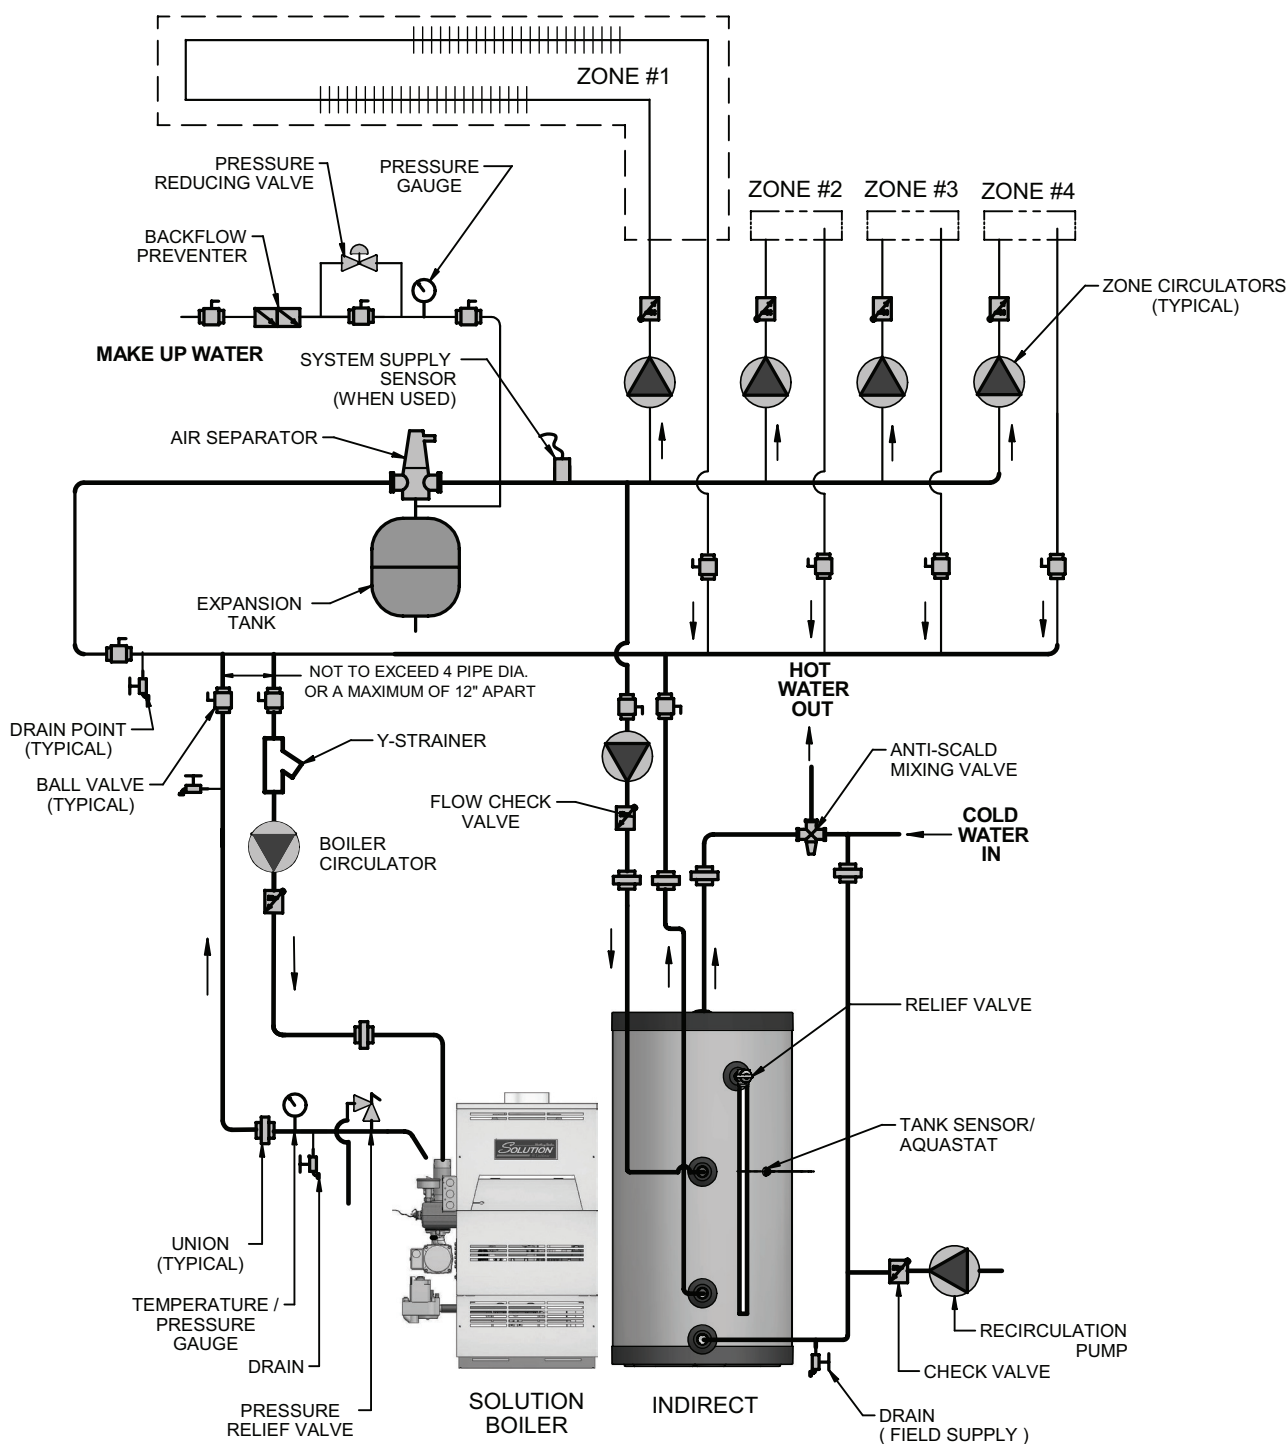 ZONE #1
PRESSURE
REDUCING VALVE
PRESSURE
GAUGE
ZONE #2
ZONE #3
ZONE #4
BACKFLOW
PREVENTER
ZONE CIRCULATORS
(TYPICAL)
MAKE UP WATER
SYSTEM SUPPLY
SENSOR
(WHEN USED)
AIR SEPARATOR
EXPANSION
TANK
NOT TO EXCEED 4 PIPE DIA.
OR A MAXIMUM OF 12" APART
HOT
WATER
OUT
DRAIN POINT
(TYPICAL)
Y-STRAINER
ANTI-SCALD
MIXING VALVE
BALL VALVE
(TYPICAL)
FLOW CHECK
VALVE
COLD
WATER
IN
BOILER
CIRCULATOR
RELIEF VALVE
SOLUTION
TANK SENSOR/
AQUASTAT
UNION
(TYPICAL)
TEMPERATURE /
PRESSURE
GAUGE
DRAIN
RECIRCULATION
PUMP
CHECK VALVE
PRESSURE
RELIEF VALVE
SOLUTION
BOILER
INDIRECT
DRAIN
( FIELD SUPPLY )